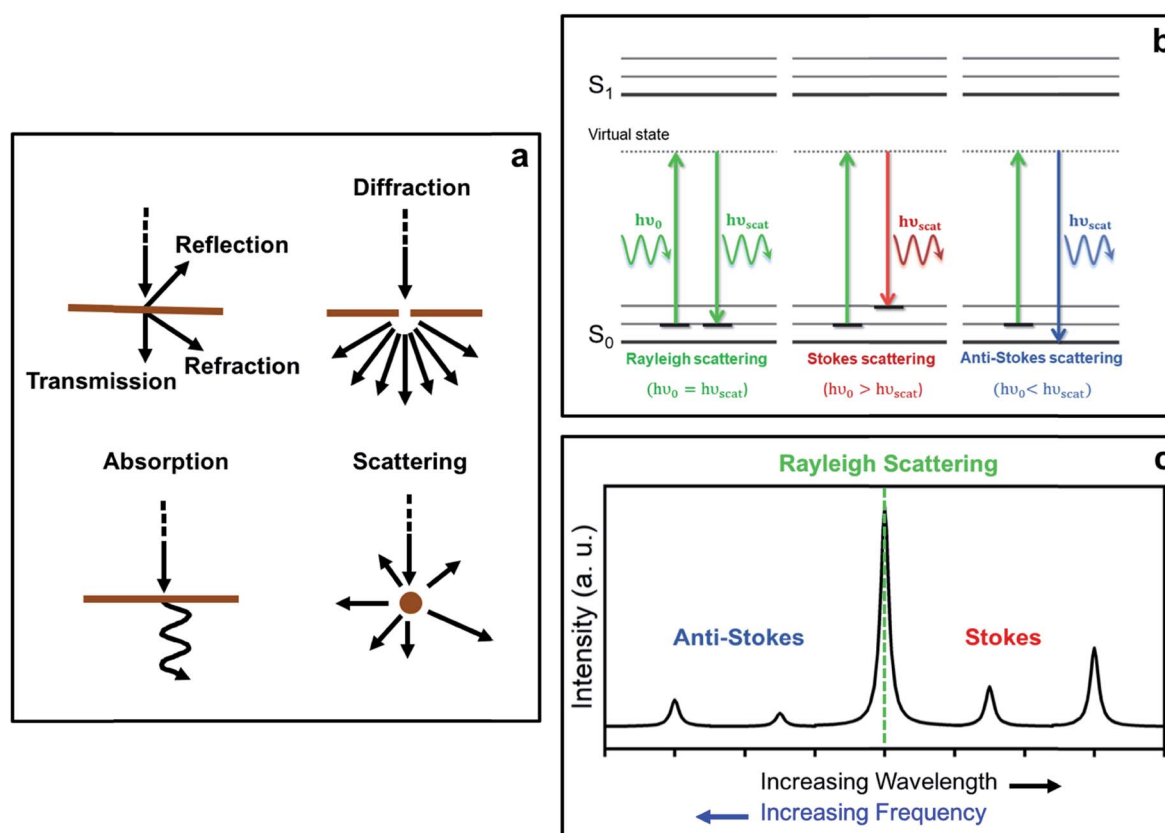 a
Diffraction
Reflection
Transmission
Refraction
Absorption
Scattering
b
S₁
Virtual state
hυ₀
hυscat
hυscat
hυscat
S₀
Rayleigh scattering
Stokes scattering
Anti-Stokes scattering
(hυ₀ = hυscat)
(hυ₀ > hυscat)
(hυ₀< hυscat)
c
Rayleigh Scattering
Intensity (a. u.)
Anti-Stokes
Stokes
Increasing Wavelength
Increasing Frequency